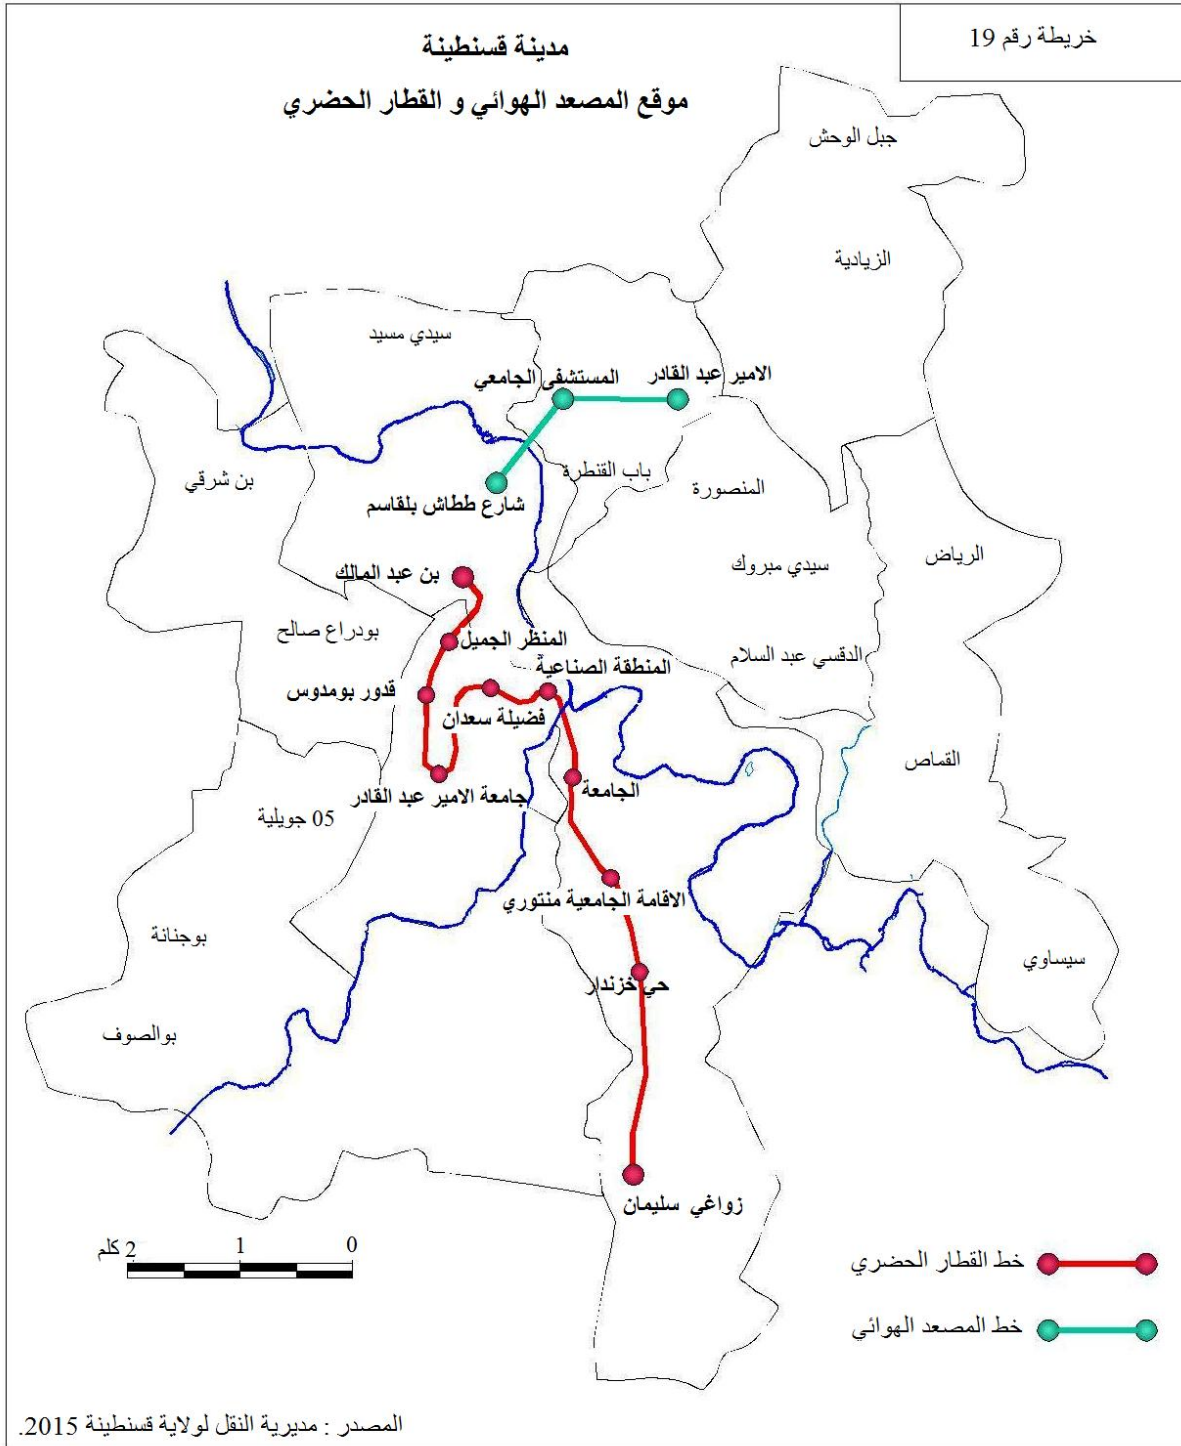 خريطة رقم 19
مدينة قسنطينة
موقع المصعد الهوائي و القطار الحضري
جبل الوحش
الزيادية
سيدي مسيد
الامير عبد القادر
المستشفى الجامعي
باب القنطرة
بن شرقي
المنصورة
شارع طظاش بلقاسم
الرياض
سيدي مبروك
بن عبد المالك
بودراع صالح
المنظر الجميل
الدقسي عبد السلام
المنطقة الصناعية
قدور بومدوس
فضيلة سعدان
القماص
الجامعة
جامعة الامير عبد القادر
05 جويلية
الاقامة الجامعية منتوري
بوجنانة
سيساوي
حي خزندار
بوالصوف
زواغي سليمان
0 1 2 كلم
خط القطار الحضري
خط المصعد الهوائي
المصدر : مديرية النقل لولاية قسنطينة 2015.